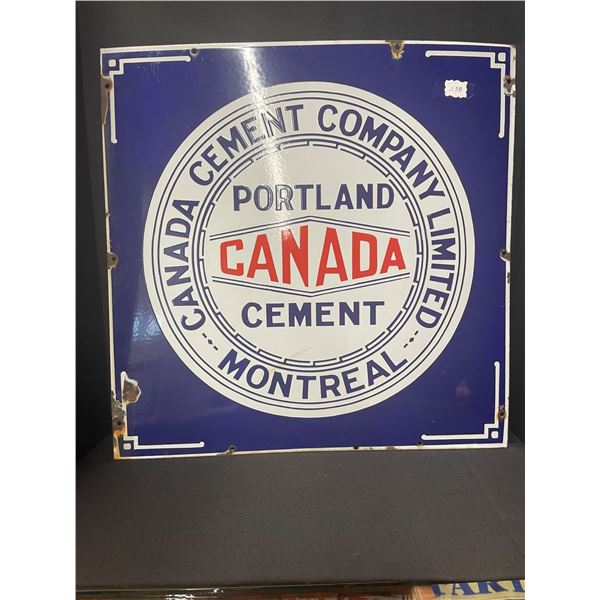 CANADA CEMENT COMPANY LIMITED
MONTREAL
PORTLAND
CANADA
CEMENT